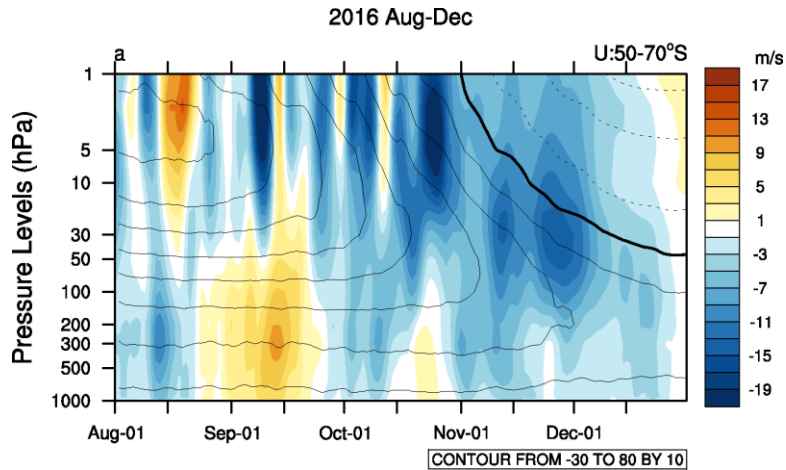 2016 Aug-Dec
a
U:50-70°S
m/s
Pressure Levels (hPa)
1
5
10
30
50
100
200
300
500
1000
Aug-01
Sep-01
Oct-01
Nov-01
Dec-01
17
13
9
5
1
-3
-7
-11
-15
-19
CONTOUR FROM -30 TO 80 BY 10